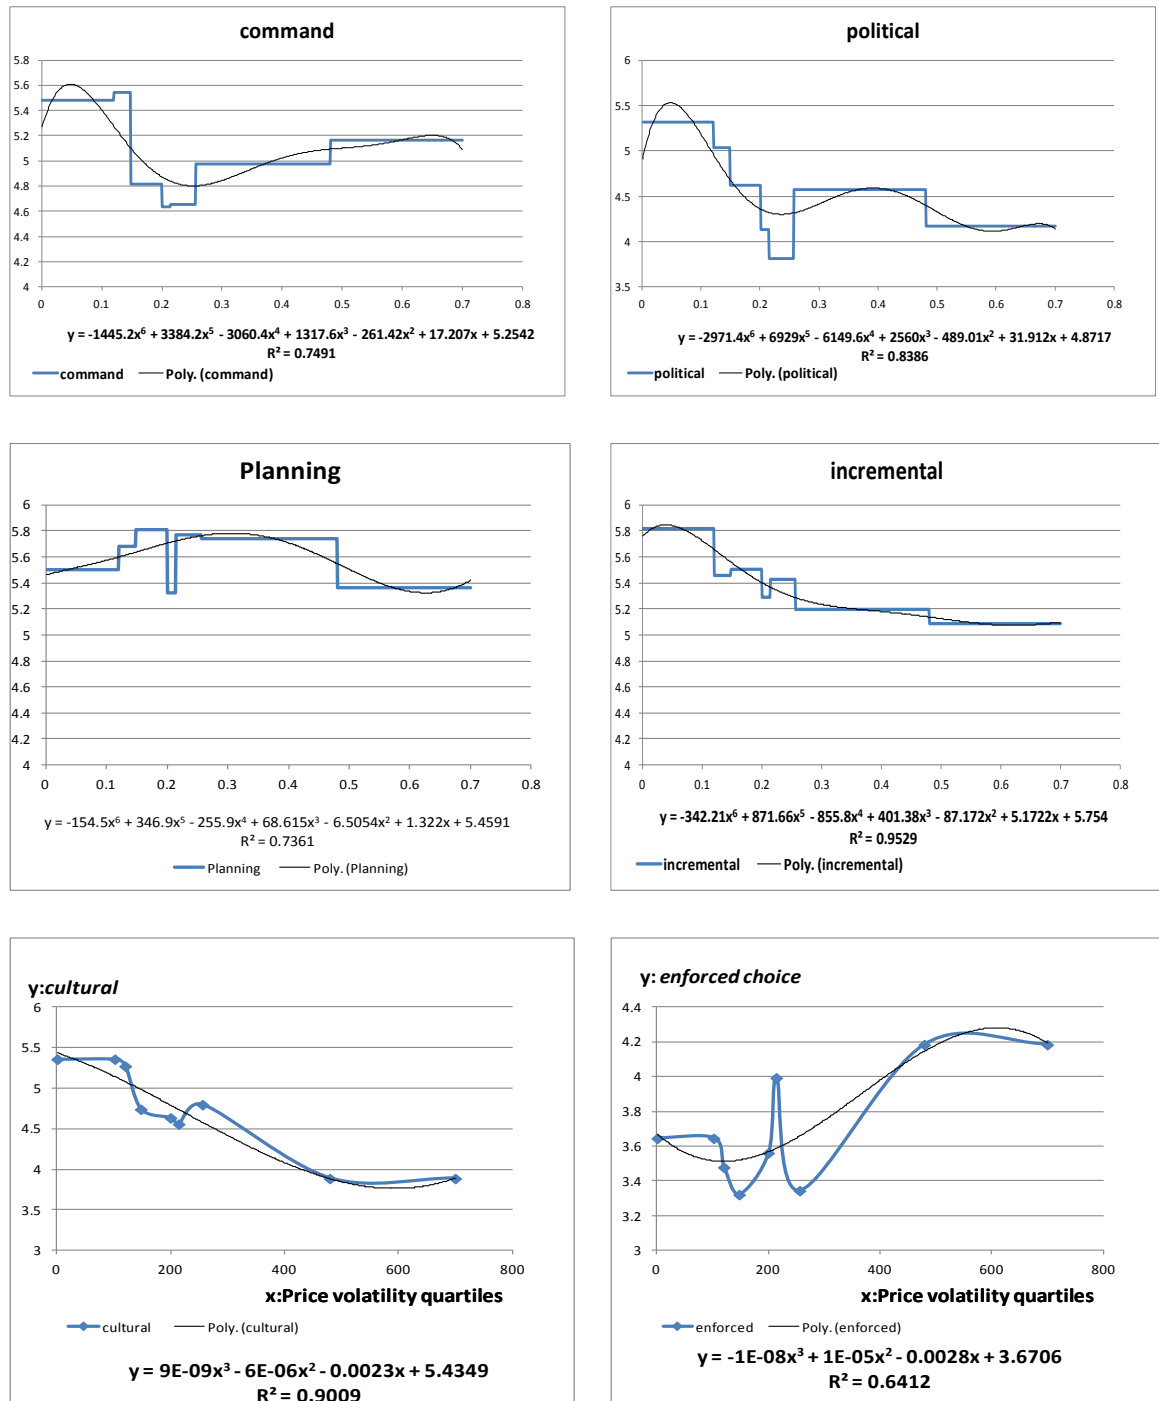 command
5.8
5.6
5.4
5.2
5
4.8
4.6
4.4
4.2
4
0 0.1 0.2 0.3 0.4 0.5 0.6 0.7 0.8
y = -1445.2x⁶ + 3384.2x⁵ - 3060.4x⁴ + 1317.6x³ - 261.42x² + 17.207x + 5.2542
R² = 0.7491
command Poly. (command)
political
6
5.5
5
4.5
4
3.5
0 0.1 0.2 0.3 0.4 0.5 0.6 0.7 0.8
y = -2971.4x⁶ + 6929x⁵ - 6149.6x⁴ + 2560x³ - 489.01x² + 31.912x + 4.8717
R² = 0.8386
political Poly. (political)
Planning
6
5.8
5.6
5.4
5.2
5
4.8
4.6
4.4
4.2
4
0 0.1 0.2 0.3 0.4 0.5 0.6 0.7 0.8
y = -154.5x⁶ + 346.9x⁵ - 255.9x⁴ + 68.615x³ - 6.5054x² + 1.322x + 5.4591
R² = 0.7361
Planning Poly. (Planning)
incremental
6
5.8
5.6
5.4
5.2
5
4.8
4.6
4.4
4.2
4
0 0.1 0.2 0.3 0.4 0.5 0.6 0.7 0.8
y = -342.21x⁶ + 871.66x⁵ - 855.8x⁴ + 401.38x³ - 87.172x² + 5.1722x + 5.754
R² = 0.9529
incremental Poly. (incremental)
y:cultural
6
5.5
5
4.5
4
3.5
3
0 200 400 600 800
x:Price volatility quartiles
cultural Poly. (cultural)
y = 9E-09x³ - 6E-06x² - 0.0023x + 5.4349
R² = 0.9009
y: enforced choice
4.4
4.2
4
3.8
3.6
3.4
3.2
3
0 200 400 600 800
x:Price volatility quartiles
enforced Poly. (enforced)
y = -1E-08x³ + 1E-05x² - 0.0028x + 3.6706
R² = 0.6412